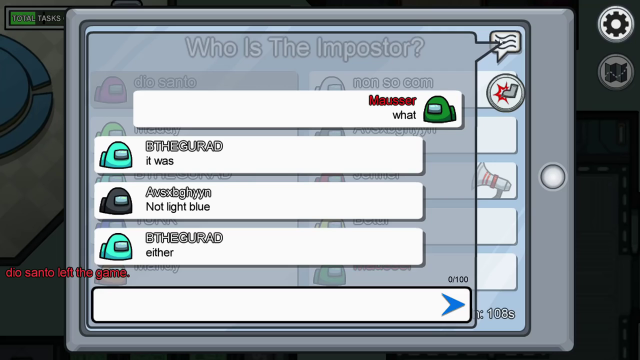 TOTAL TASKS
Who Is The Impostor?
dio santo
non so com
Mausser
what
BTHEGURAD
it was
Avsxbghyyn
Not light blue
BTHEGURAD
either
dio santo left the game.
0/100
108s